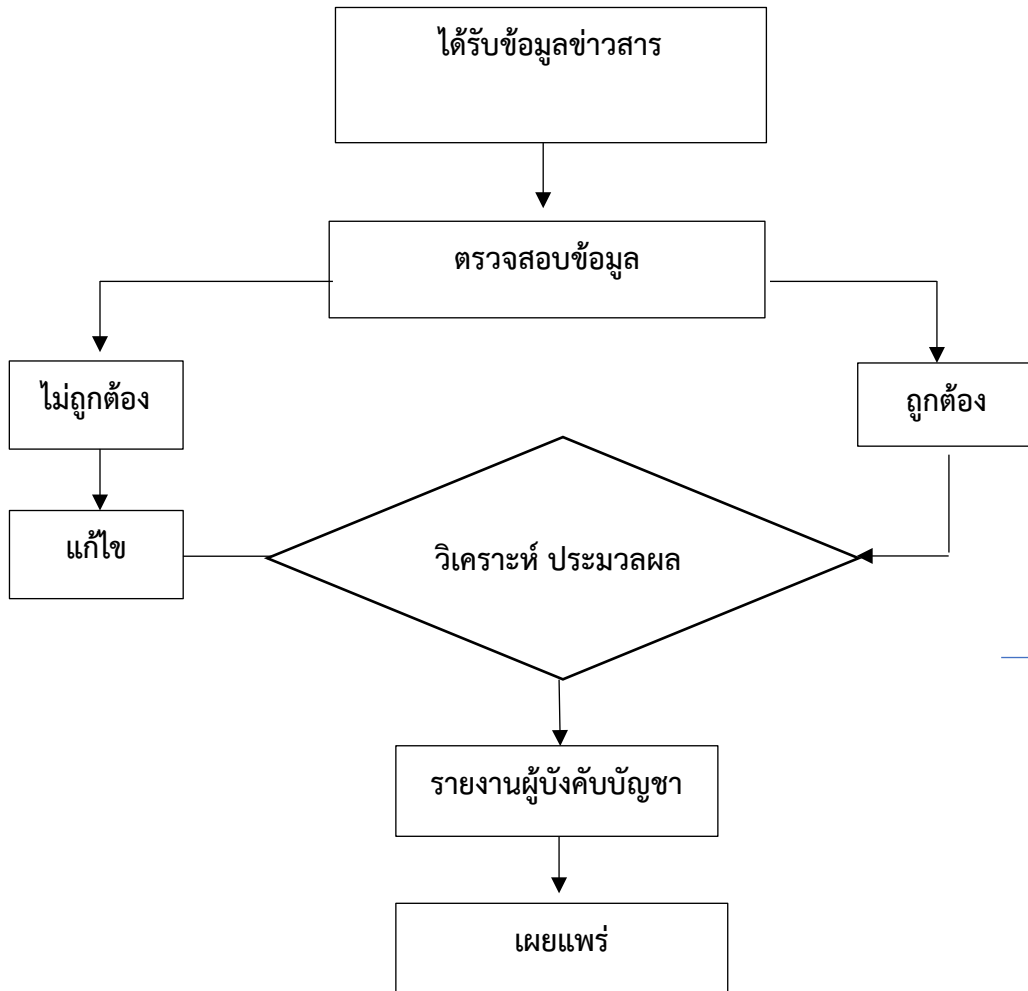 ได้รับข้อมูลข่าวสาร
ตรวจสอบข้อมูล
ไม่ถูกต้อง
ถูกต้อง
แก้ไข
วิเคราะห์ ประมวลผล
รายงานผู้บังคับบัญชา
เผยแพร่